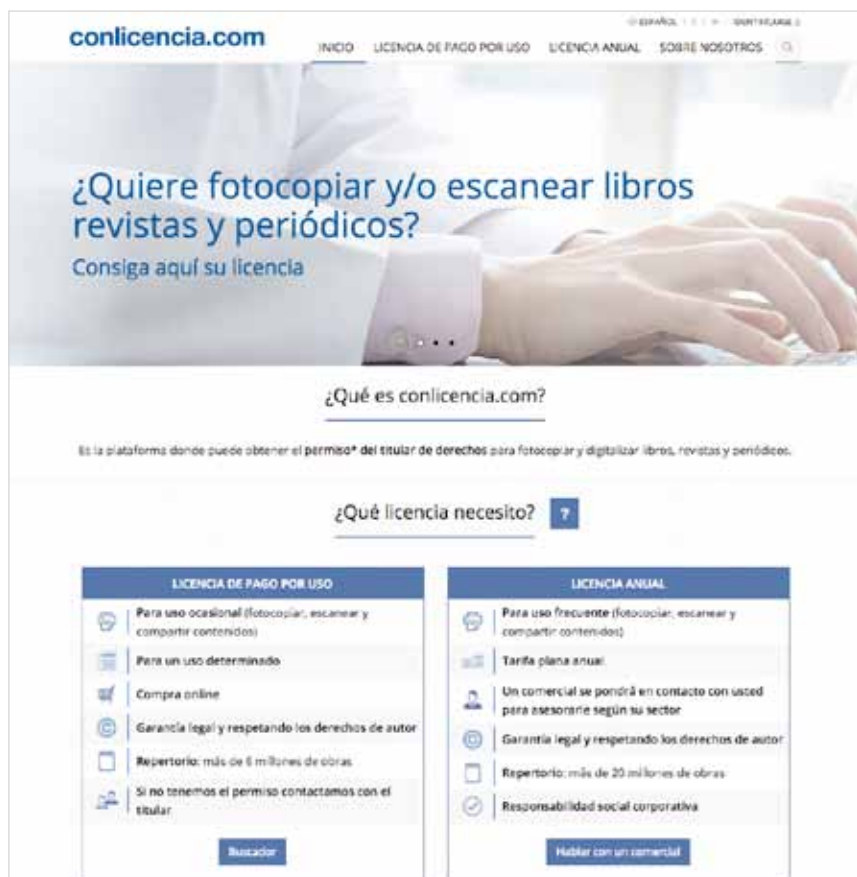 ESPAÑOL
conlicencia.com
INICIO LICENCIA DE PAGO POR USO LICENCIA ANUAL SOBRE NOSOTROS
¿Quiere fotocopiar y/o escanear libros
revistas y periódicos?
Consiga aquí su licencia
¿Qué es conlicencia.com?
Es la plataforma donde puede obtener el permiso* del titular de derechos para fotocopiar y digitalizar libros, revistas y periódicos.
¿Qué licencia necesito? ?
LICENCIA DE PAGO POR USO
Para uso ocasional (fotocopiar, escanear y
compartir contenidos)
Para un uso determinado
Compra online
Garantía legal y respetando los derechos de autor
Repertorio: más de 6 millones de obras
Si no tenemos el permiso contactamos con el
titular
Buscador
LICENCIA ANUAL
Para uso frecuente (fotocopiar, escanear y
compartir contenidos)
Tarifa plana anual
Un comercial se pondrá en contacto con usted
para asesorarle según su sector
Garantía legal y respetando los derechos de autor
Repertorio: más de 20 millones de obras
Responsabilidad social corporativa
Hablar con un comercial